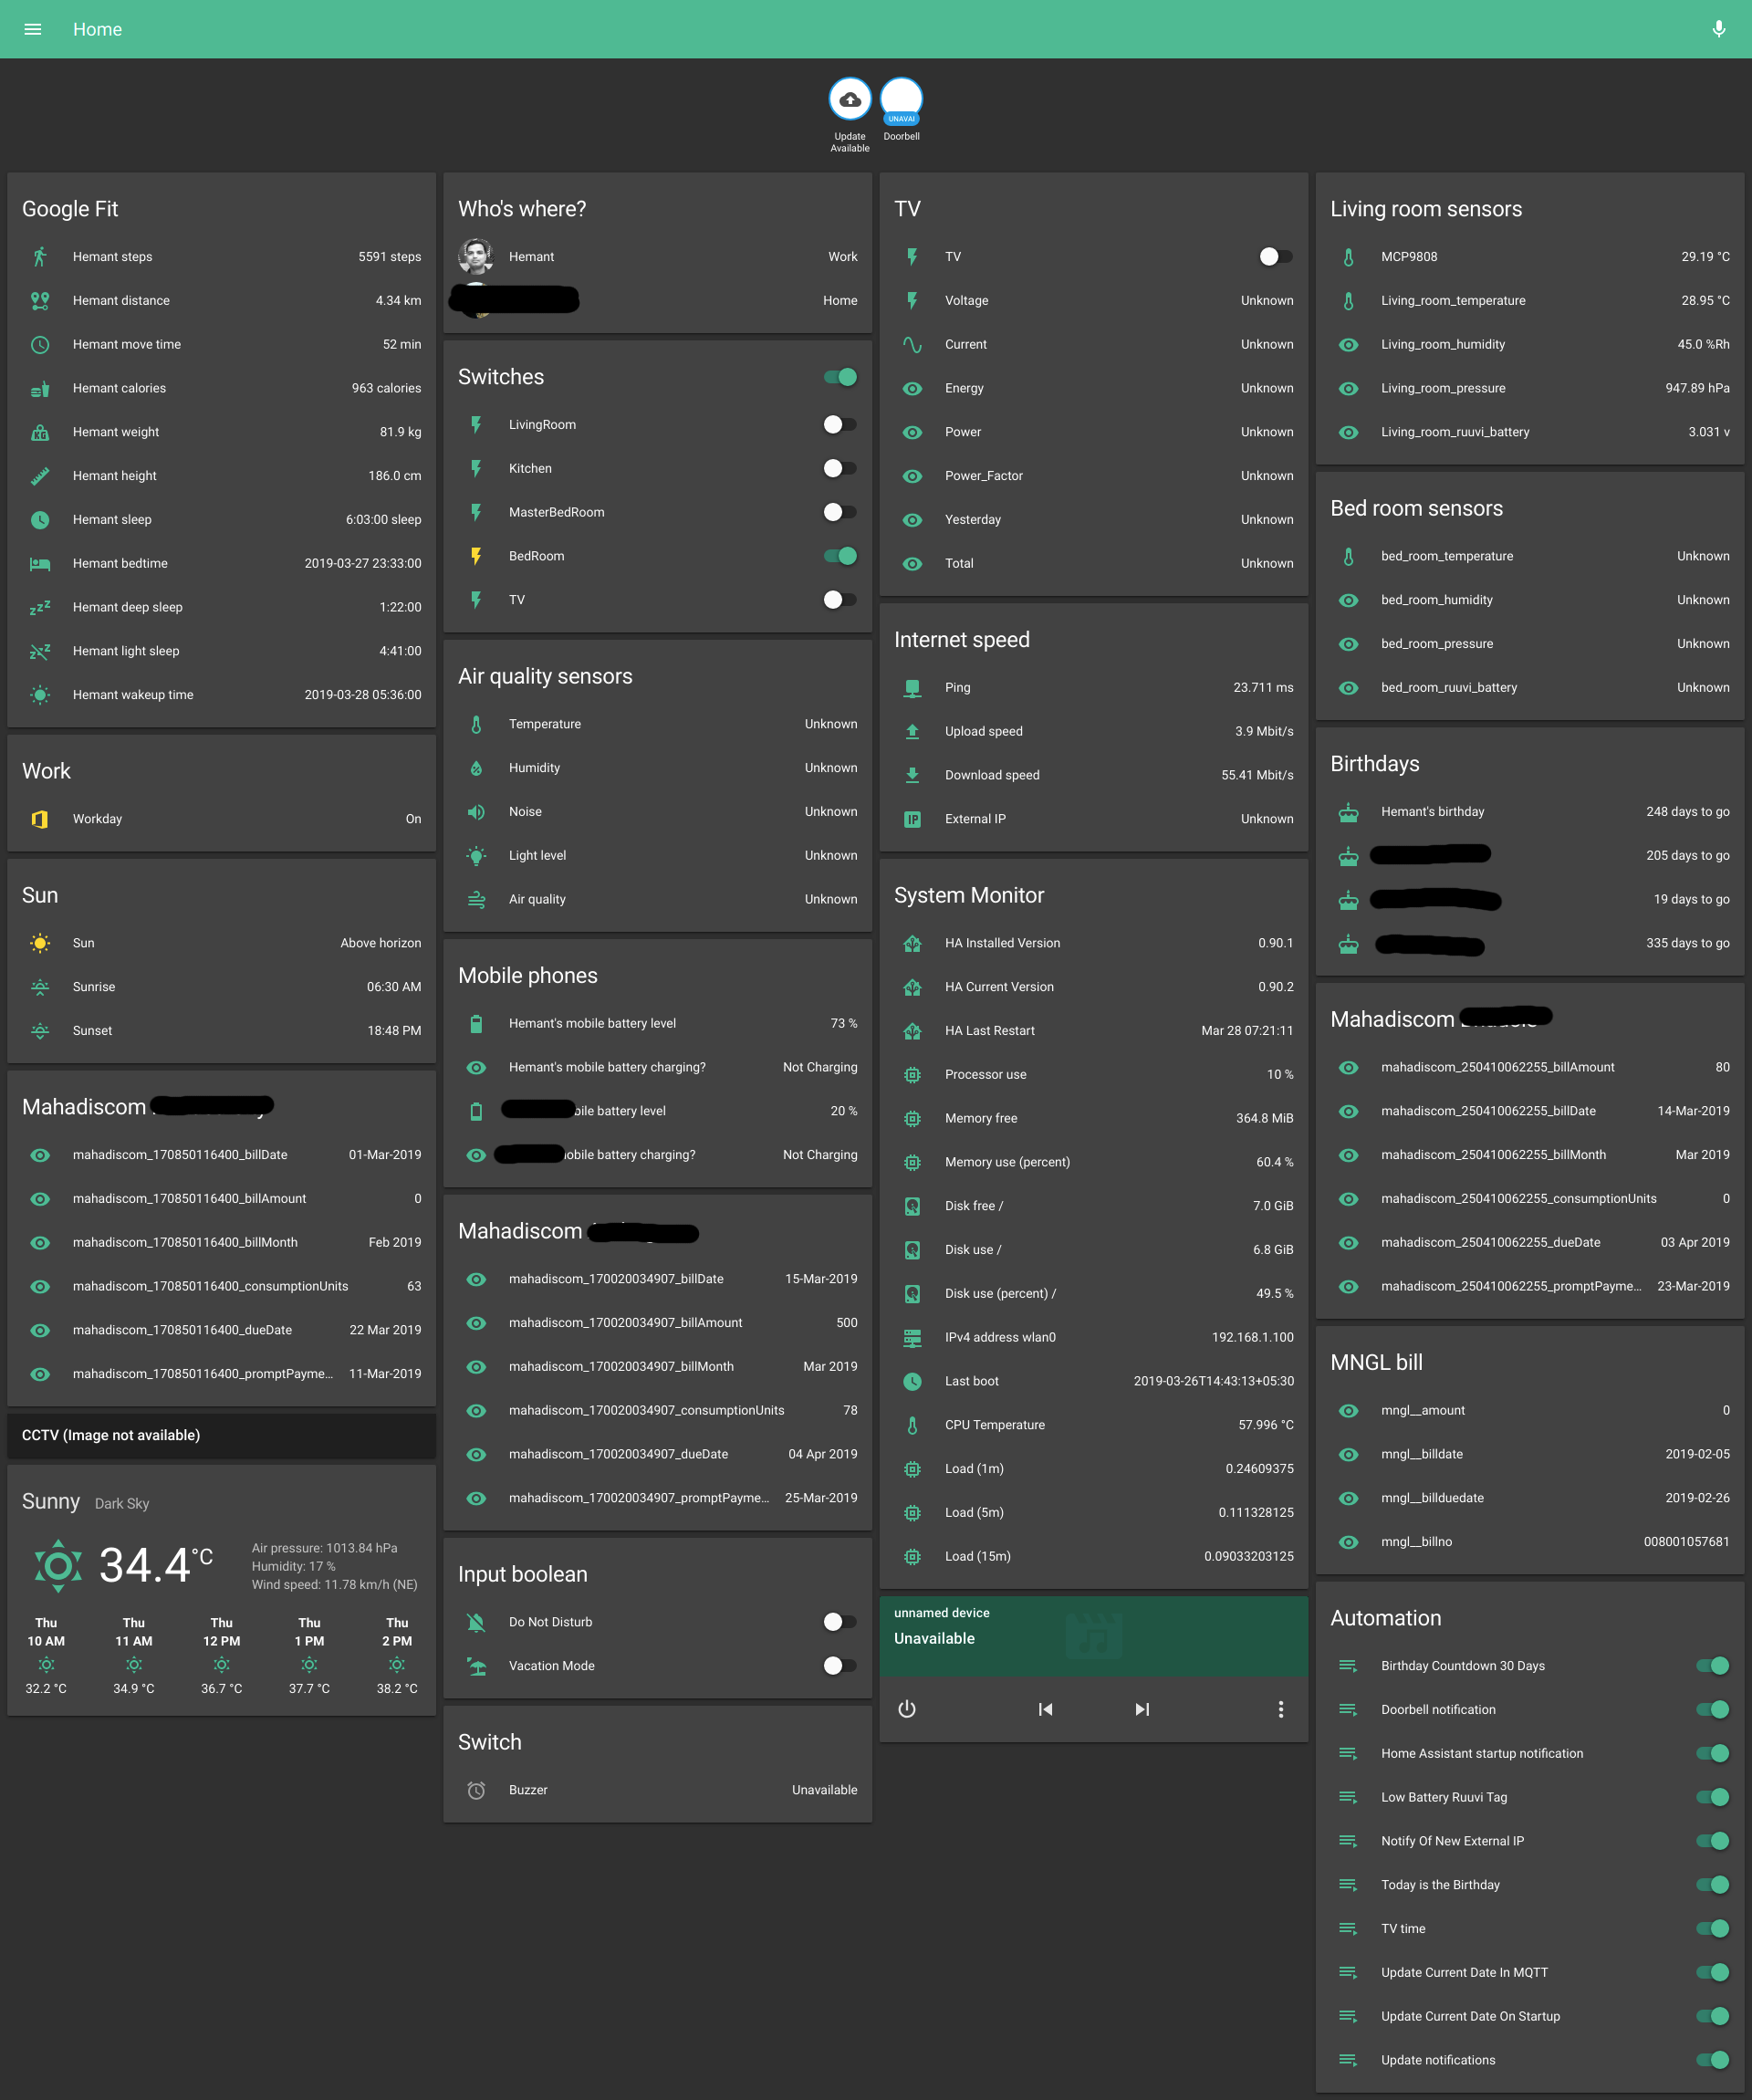 Home
Update
Available
UNAVAI
Doorbell
Google Fit
Hemant steps 5591 steps
Hemant distance 4.34 km
Hemant move time 52 min
Hemant calories 963 calories
Hemant weight 81.9 kg
Hemant height 186.0 cm
Hemant sleep 6:03:00 sleep
Hemant bedtime 2019-03-27 23:33:00
Hemant deep sleep 1:22:00
Hemant light sleep 4:41:00
Hemant wakeup time 2019-03-28 05:36:00
Work
Workday On
Sun
Sun Above horizon
Sunrise 06:30 AM
Sunset 18:48 PM
Mahadiscom
mahadiscom_170850116400_billDate 01-Mar-2019
mahadiscom_170850116400_billAmount 0
mahadiscom_170850116400_billMonth Feb 2019
mahadiscom_170850116400_consumptionUnits 63
mahadiscom_170850116400_dueDate 22 Mar 2019
mahadiscom_170850116400_promptPayme... 11-Mar-2019
CCTV (Image not available)
Sunny Dark Sky
34.4 °C
Air pressure: 1013.84 hPa
Humidity: 17 %
Wind speed: 11.78 km/h (NE)
Thu Thu Thu Thu Thu
10 AM 11 AM 12 PM 1 PM 2 PM
32.2 °C 34.9 °C 36.7 °C 37.7 °C 38.2 °C
Who's where?
Hemant Work
Home
Switches
LivingRoom
Kitchen
MasterBedRoom
BedRoom
TV
Air quality sensors
Temperature Unknown
Humidity Unknown
Noise Unknown
Light level Unknown
Air quality Unknown
Mobile phones
Hemant's mobile battery level 73 %
Hemant's mobile battery charging? Not Charging
battery level 20 %
battery charging? Not Charging
Mahadiscom
mahadiscom_170020034907_billDate 15-Mar-2019
mahadiscom_170020034907_billAmount 500
mahadiscom_170020034907_billMonth Mar 2019
mahadiscom_170020034907_consumptionUnits 78
mahadiscom_170020034907_dueDate 04 Apr 2019
mahadiscom_170020034907_promptPayme... 25-Mar-2019
Input boolean
Do Not Disturb
Vacation Mode
Switch
Buzzer Unavailable
TV
TV
Voltage Unknown
Current Unknown
Energy Unknown
Power Unknown
Power_Factor Unknown
Yesterday Unknown
Total Unknown
Internet speed
Ping 23.711 ms
Upload speed 3.9 Mbit/s
Download speed 55.41 Mbit/s
IP External IP Unknown
System Monitor
HA Installed Version 0.90.1
HA Current Version 0.90.2
HA Last Restart Mar 28 07:21:11
Processor use 10 %
Memory free 364.8 MiB
Memory use (percent) 60.4 %
Disk free / 7.0 GiB
Disk use / 6.8 GiB
Disk use (percent) / 49.5 %
IPv4 address wlan0 192.168.1.100
Last boot 2019-03-26T14:43:13+05:30
CPU Temperature 57.996 °C
Load (1m) 0.24609375
Load (5m) 0.111328125
Load (15m) 0.09033203125
unnamed device
Unavailable
Living room sensors
MCP9808 29.19 °C
Living_room_temperature 28.95 °C
Living_room_humidity 45.0 %Rh
Living_room_pressure 947.89 hPa
Living_room_ruuvi_battery 3.031 v
Bed room sensors
bed_room_temperature Unknown
bed_room_humidity Unknown
bed_room_pressure Unknown
bed_room_ruuvi_battery Unknown
Birthdays
Hemant's birthday 248 days to go
205 days to go
19 days to go
335 days to go
Mahadiscom
mahadiscom_250410062255_billAmount 80
mahadiscom_250410062255_billDate 14-Mar-2019
mahadiscom_250410062255_billMonth Mar 2019
mahadiscom_250410062255_consumptionUnits 0
mahadiscom_250410062255_dueDate 03 Apr 2019
mahadiscom_250410062255_promptPayme... 23-Mar-2019
MNGL bill
mngl__amount 0
mngl__billdate 2019-02-05
mngl__billduedate 2019-02-26
mngl__billno 008001057681
Automation
Birthday Countdown 30 Days
Doorbell notification
Home Assistant startup notification
Low Battery Ruuvi Tag
Notify Of New External IP
Today is the Birthday
TV time
Update Current Date In MQTT
Update Current Date On Startup
Update notifications